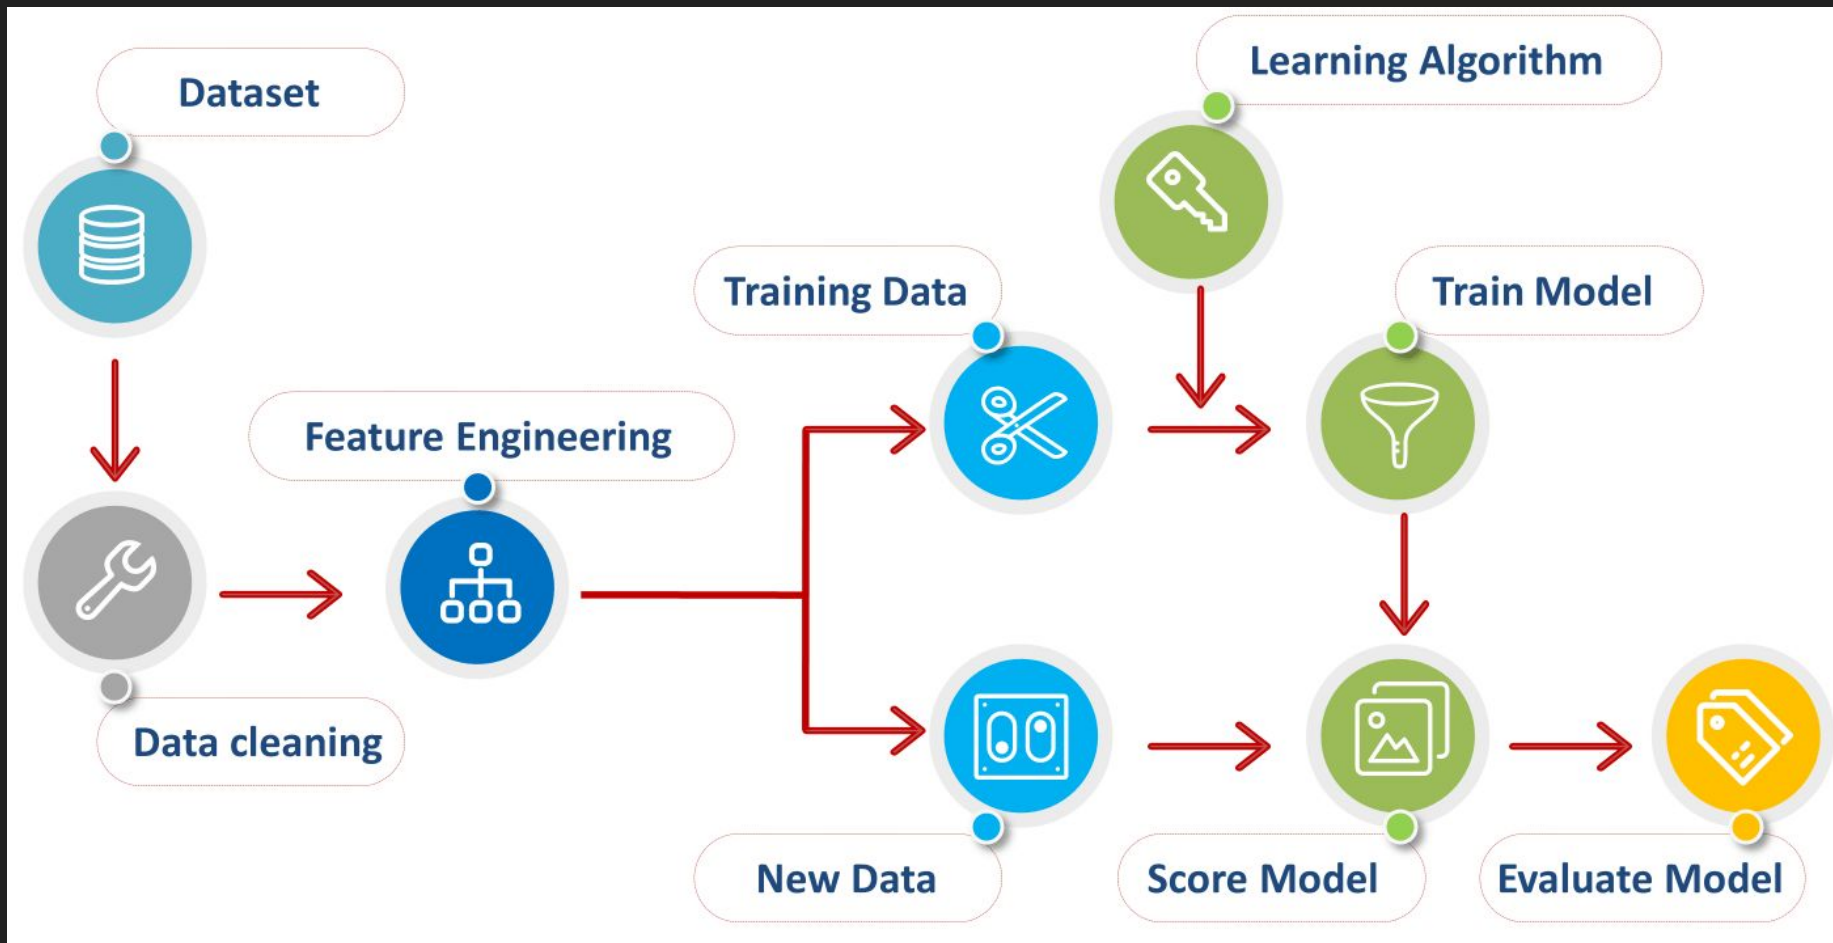 Dataset
Learning Algorithm
Training Data
Train Model
Feature Engineering
Data cleaning
New Data
Score Model
Evaluate Model